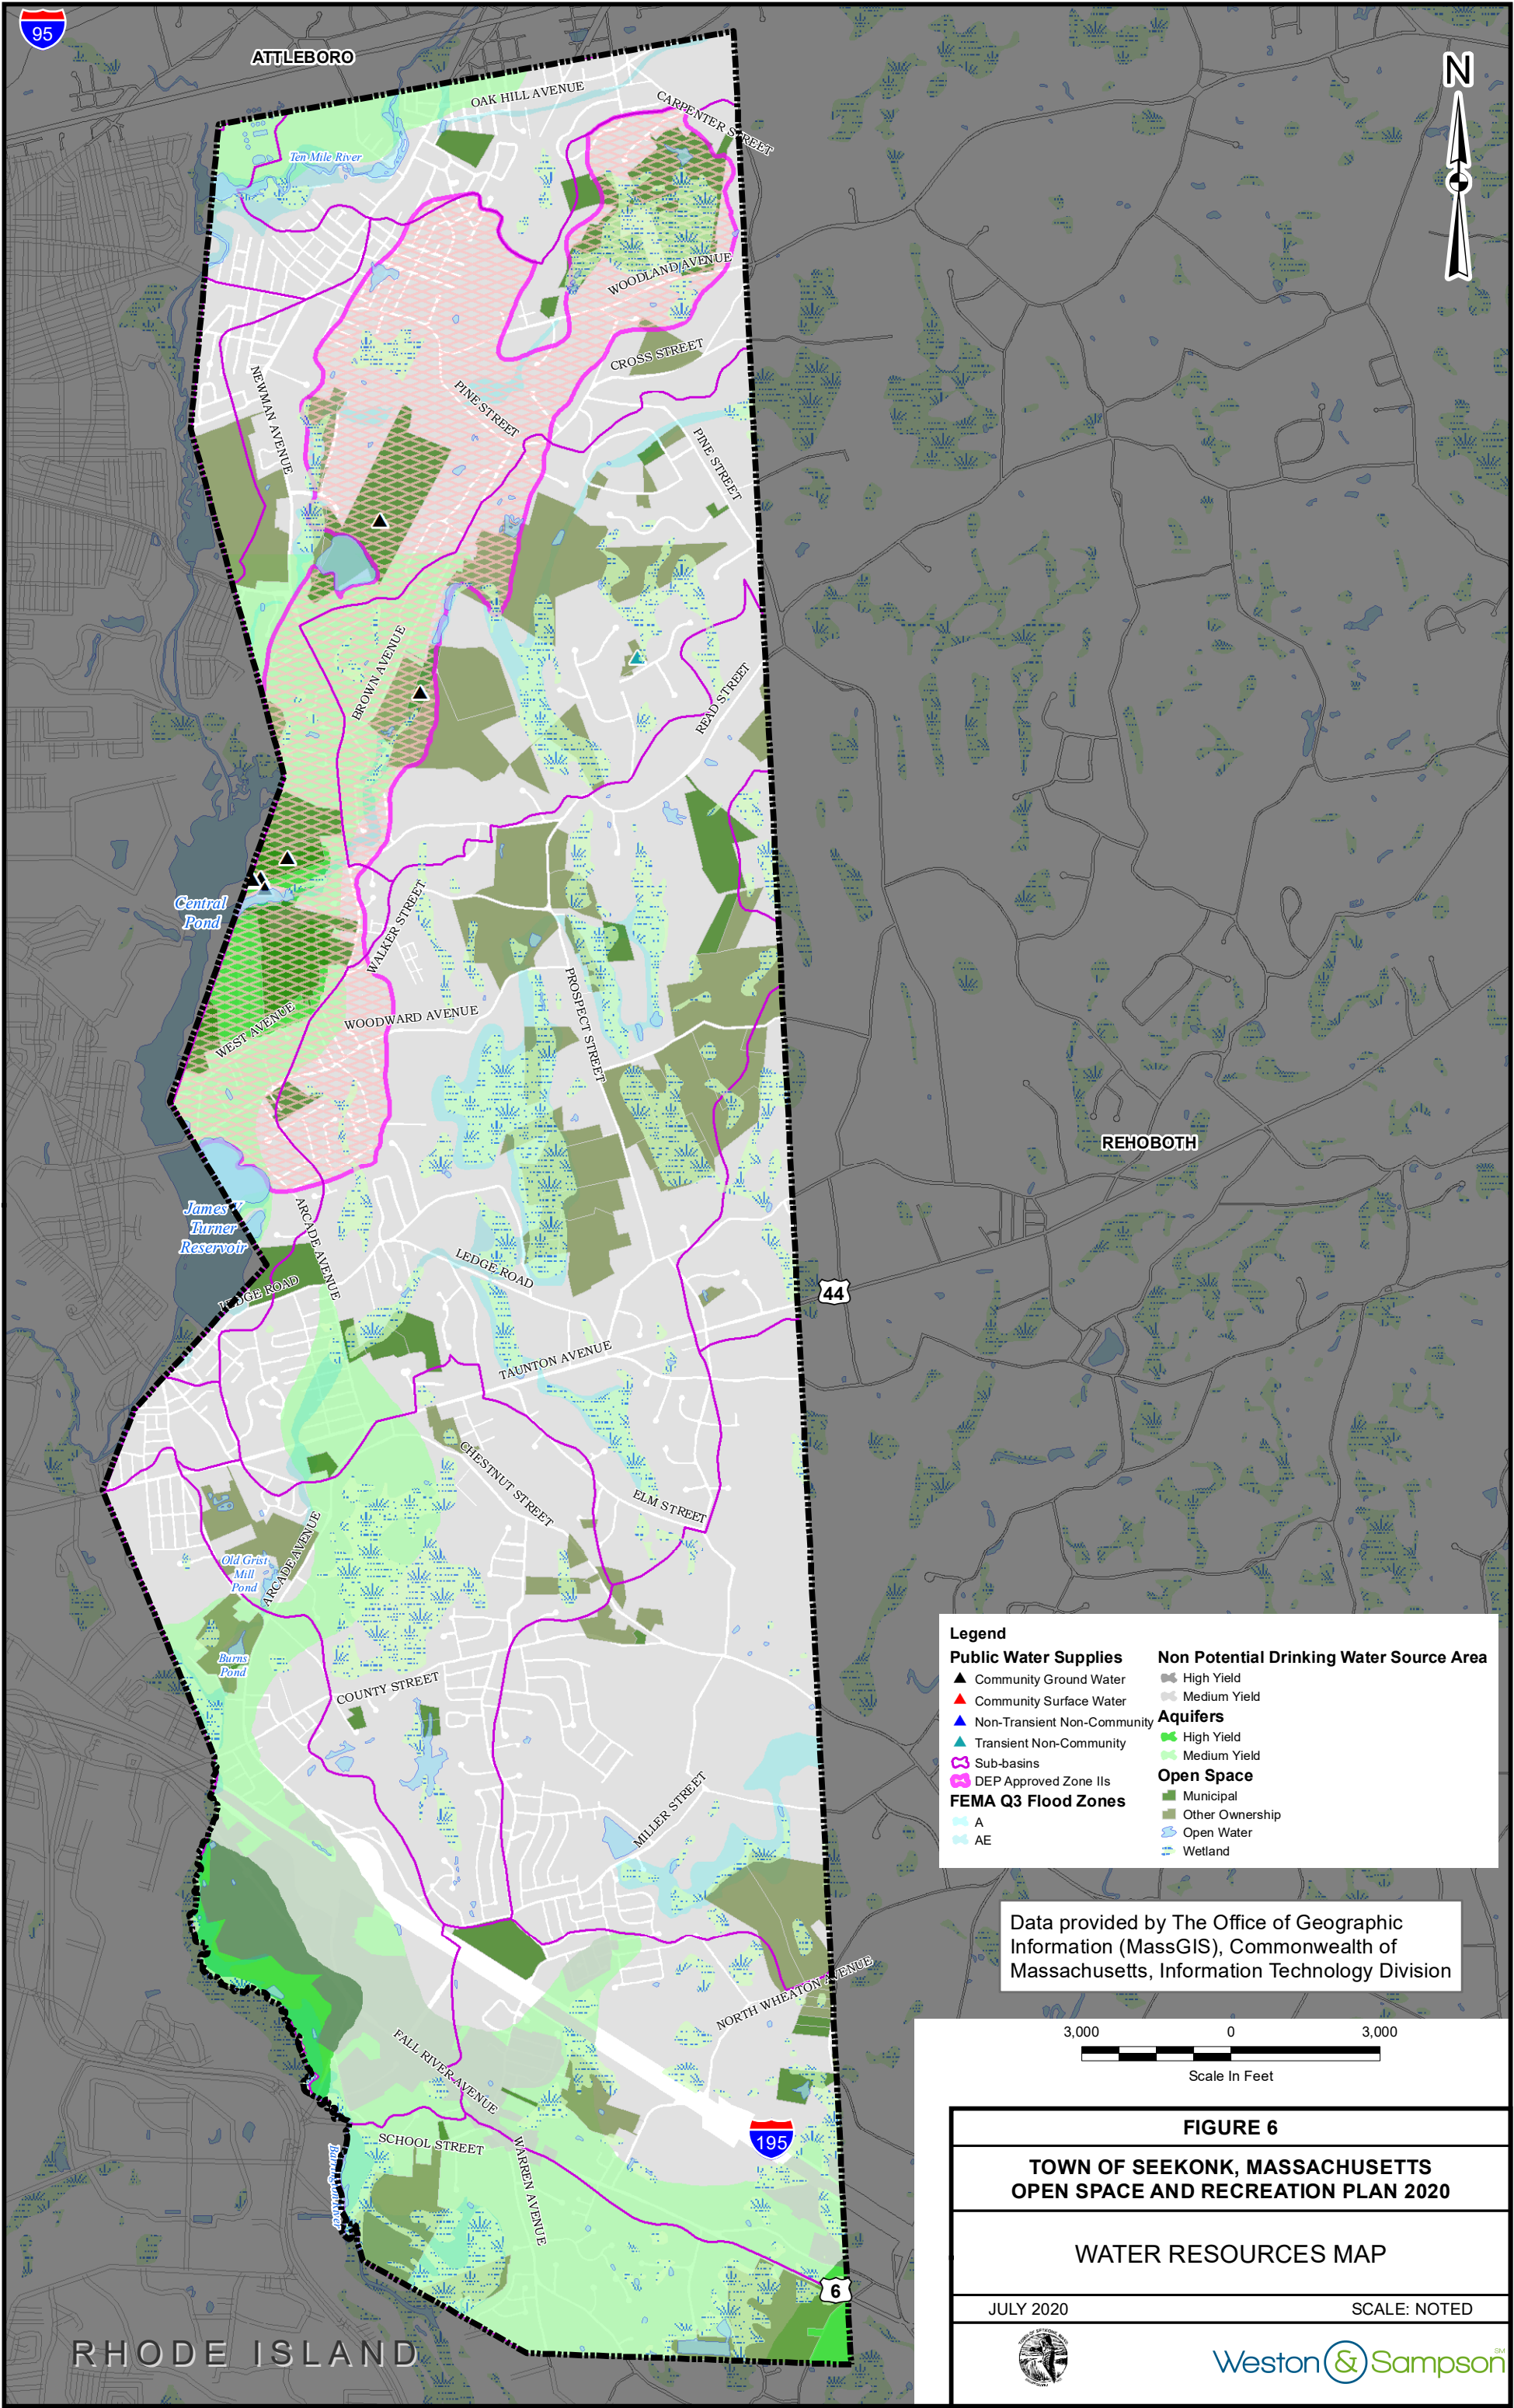 95
ATTLEBORO
N
OAK HILL AVENUE
CARPENTER STREET
Ten Mile River
WOODLAND AVENUE
CROSS STREET
NEWMAN AVENUE
PINE STREET
PINE STREET
BROWN AVENUE
READ STREET
Central
Pond
WALKER STREET
WEST AVENUE
WOODWARD AVENUE
PROSPECT STREET
REHOBOTH
James V
Turner
Reservoir
ARCADE AVENUE
LEDGE ROAD
ROAD
44
TAUNTON AVENUE
CHESTNUT STREET
ELM STREET
ARCADE AVENUE
Old Grist
Mill
Pond
Burns
Pond
COUNTY STREET
MILLER STREET
NORTH WHEATON AVENUE
FALL RIVER AVENUE
SCHOOL STREET
WARREN AVENUE
195
6
RHODE ISLAND
Legend
Public Water Supplies
Community Ground Water
Community Surface Water
Non-Transient Non-Community
Transient Non-Community
Sub-basins
DEP Approved Zone IIs
FEMA Q3 Flood Zones
A
AE
Non Potential Drinking Water Source Area
High Yield
Medium Yield
Aquifers
High Yield
Medium Yield
Open Space
Municipal
Other Ownership
Open Water
Wetland
Data provided by The Office of Geographic
Information (MassGIS), Commonwealth of
Massachusetts, Information Technology Division
3,000 0 3,000
Scale In Feet
FIGURE 6
TOWN OF SEEKONK, MASSACHUSETTS
OPEN SPACE AND RECREATION PLAN 2020
WATER RESOURCES MAP
JULY 2020 SCALE: NOTED
Weston & Sampson